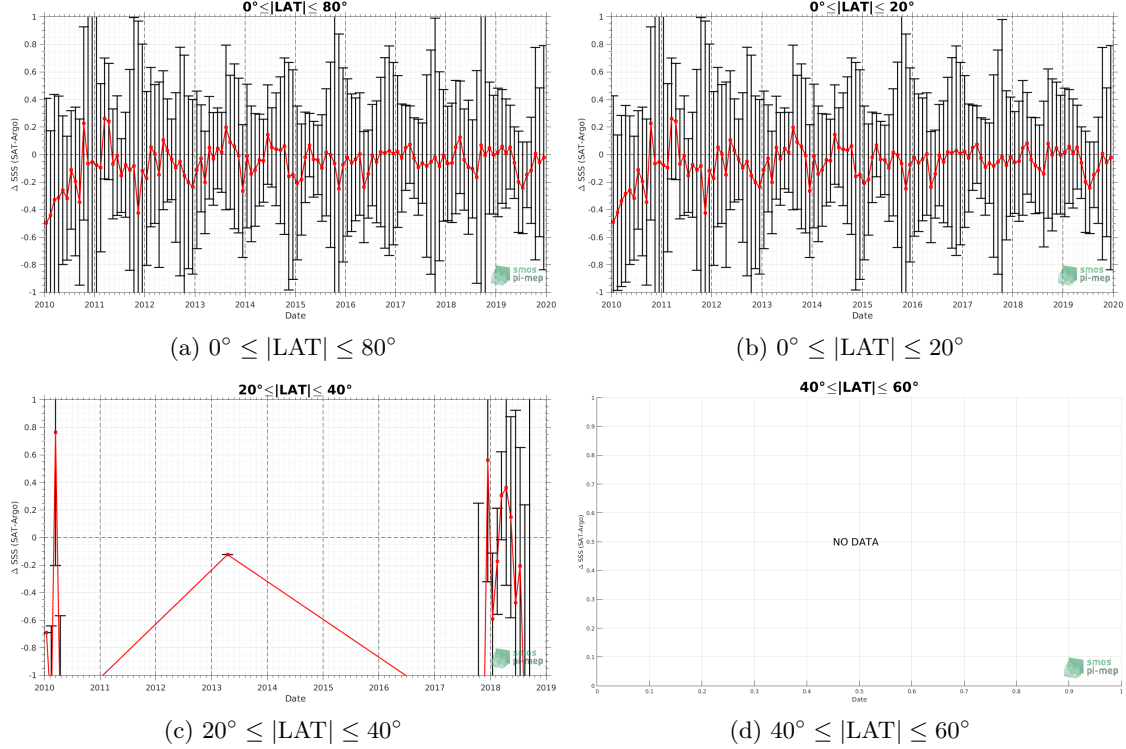 0°≤|LAT|≤ 80°
Δ SSS (SAT-Argo)
1
0.8
0.6
0.4
0.2
0
-0.2
-0.4
-0.6
-0.8
-1
2010 2011 2012 2013 2014 2015 2016 2017 2018 2019 2020
Date
smos
pi-mep
(a) 0° ≤ |LAT| ≤ 80°
0°≤|LAT|≤ 20°
Δ SSS (SAT-Argo)
1
0.8
0.6
0.4
0.2
0
-0.2
-0.4
-0.6
-0.8
-1
2010 2011 2012 2013 2014 2015 2016 2017 2018 2019 2020
Date
smos
pi-mep
(b) 0° ≤ |LAT| ≤ 20°
20°≤|LAT|≤ 40°
Δ SSS (SAT-Argo)
1
0.8
0.6
0.4
0.2
0
-0.2
-0.4
-0.6
-0.8
-1
2010 2011 2012 2013 2014 2015 2016 2017 2018 2019
Date
smos
pi-mep
(c) 20° ≤ |LAT| ≤ 40°
40°≤|LAT|≤ 60°
Δ SSS (SAT-Argo)
1
0.9
0.8
0.7
0.6
0.5
0.4
0.3
0.2
0.1
0
NO DATA
0 0.1 0.2 0.3 0.4 0.5 0.6 0.7 0.8 0.9 1
Date
smos
pi-mep
(d) 40° ≤ |LAT| ≤ 60°